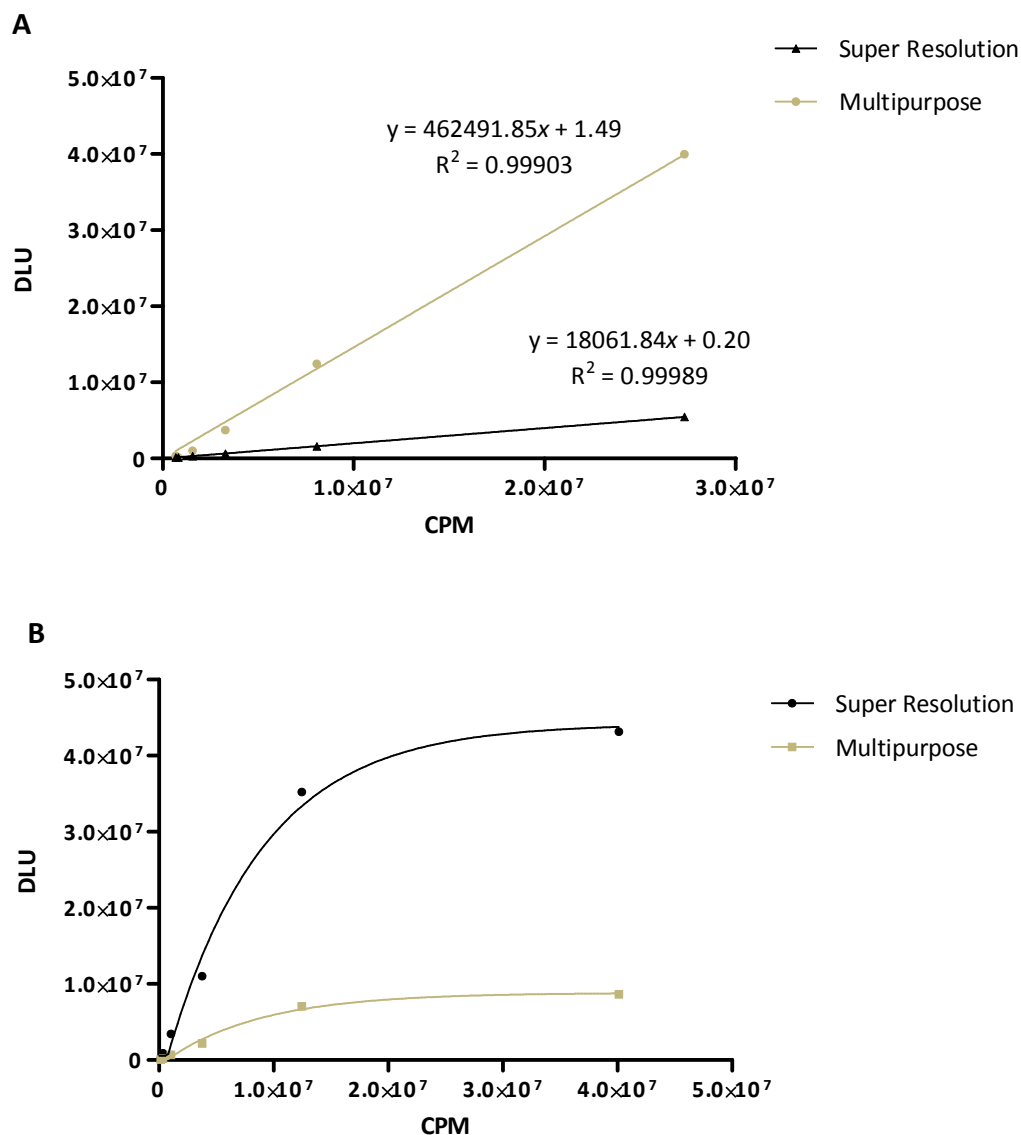 A
Super Resolution
Multipurpose
5.0×10⁷
4.0×10⁷
3.0×10⁷
2.0×10⁷
1.0×10⁷
0
DLU
y = 462491.85x + 1.49
R² = 0.99903
y = 18061.84x + 0.20
R² = 0.99989
0 1.0×10⁷ 2.0×10⁷ 3.0×10⁷
CPM
B
Super Resolution
Multipurpose
5.0×10⁷
4.0×10⁷
3.0×10⁷
2.0×10⁷
1.0×10⁷
0
DLU
0 1.0×10⁷ 2.0×10⁷ 3.0×10⁷ 4.0×10⁷ 5.0×10⁷
CPM